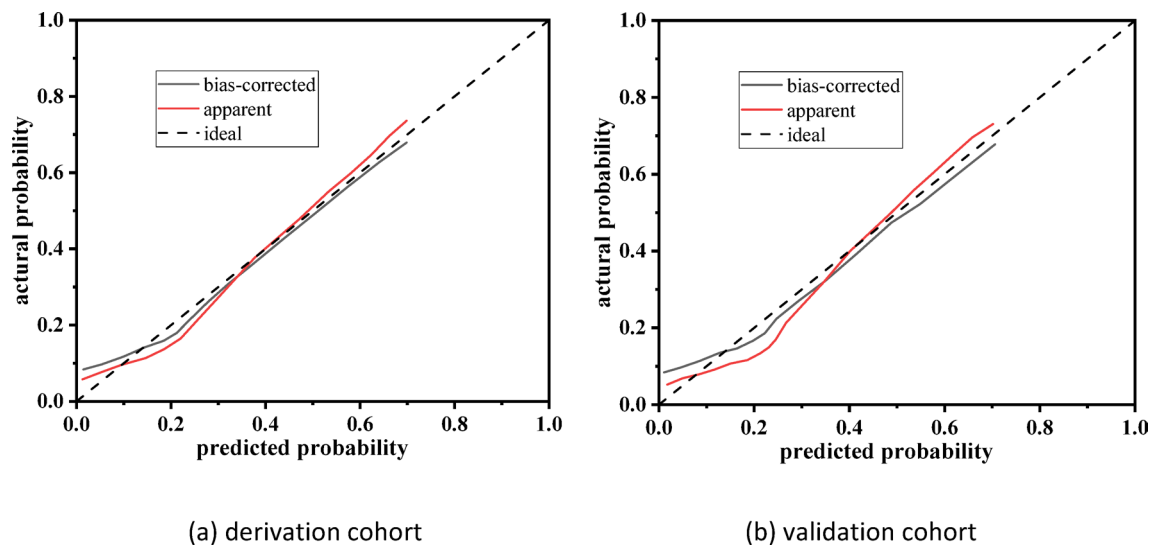 1.0
0.8
0.6
0.4
0.2
0.0
actural probability
bias-corrected
apparent
ideal
0.0 0.2 0.4 0.6 0.8 1.0
predicted probability
(a) derivation cohort
1.0
0.8
0.6
0.4
0.2
0.0
actural probability
bias-corrected
apparent
ideal
0.0 0.2 0.4 0.6 0.8 1.0
predicted probability
(b) validation cohort